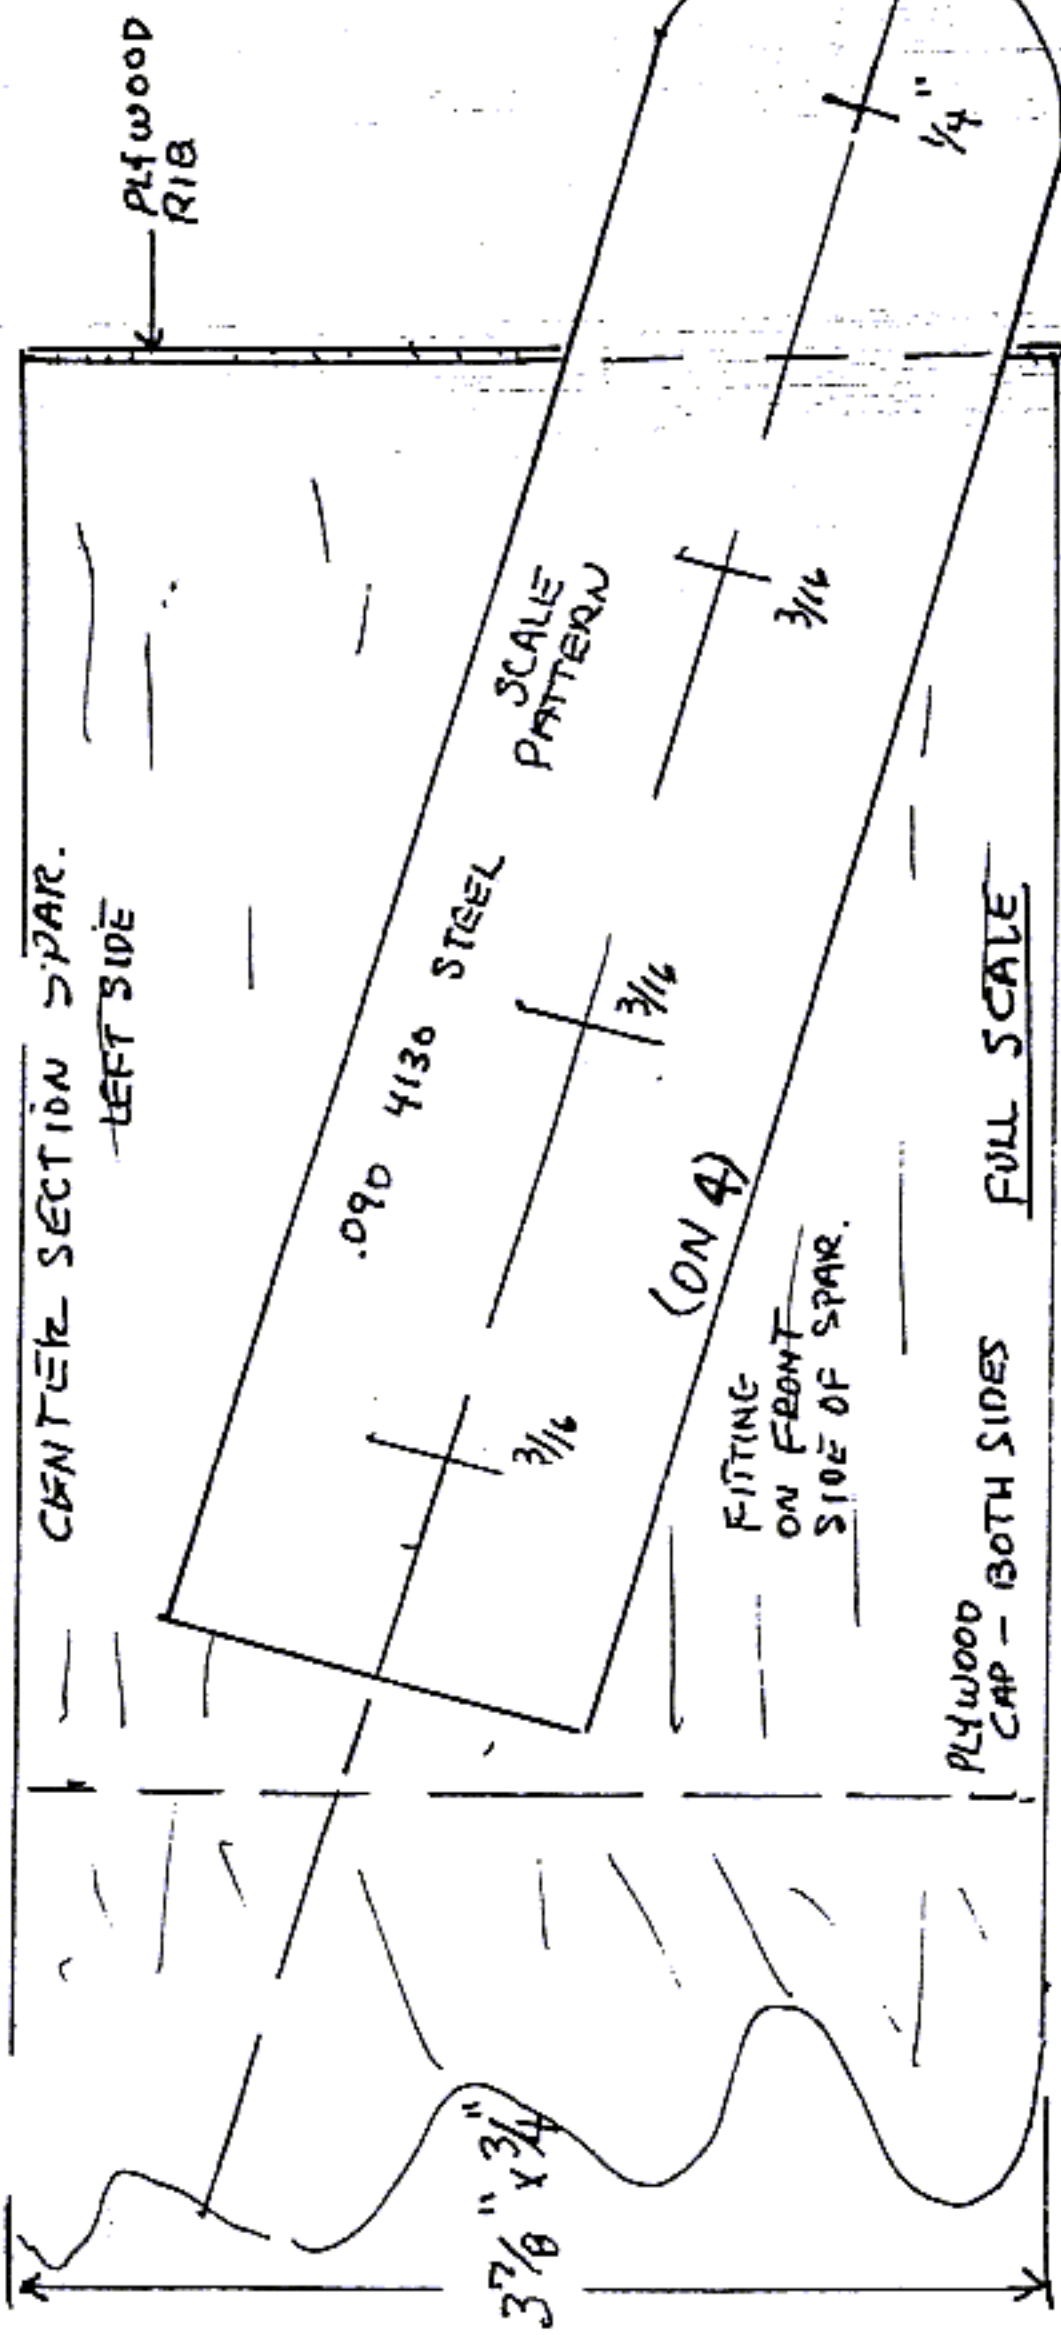 CENTER SECTION SPAR.
LEFT SIDE
PLYWOOD
RIB
.090 4130 STEEL
SCALE
PATTERN
3/16
3/16
3/16
1/4"
(ON 4)
FITTING
ON FRONT
SIDE OF SPAR.
PLYWOOD
CAP - BOTH SIDES
FULL SCALE
3 7/8" x 3/4"